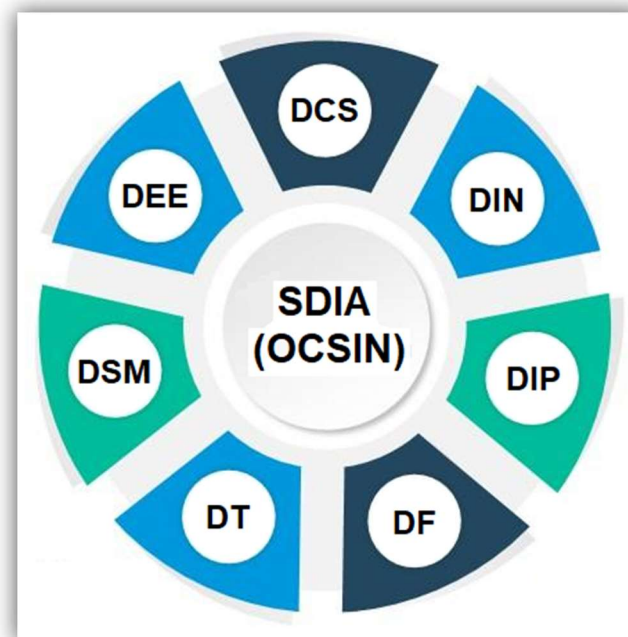 DCS
DEE
DIN
SDIA
(OCSIN)
DSM
DIP
DT
DF